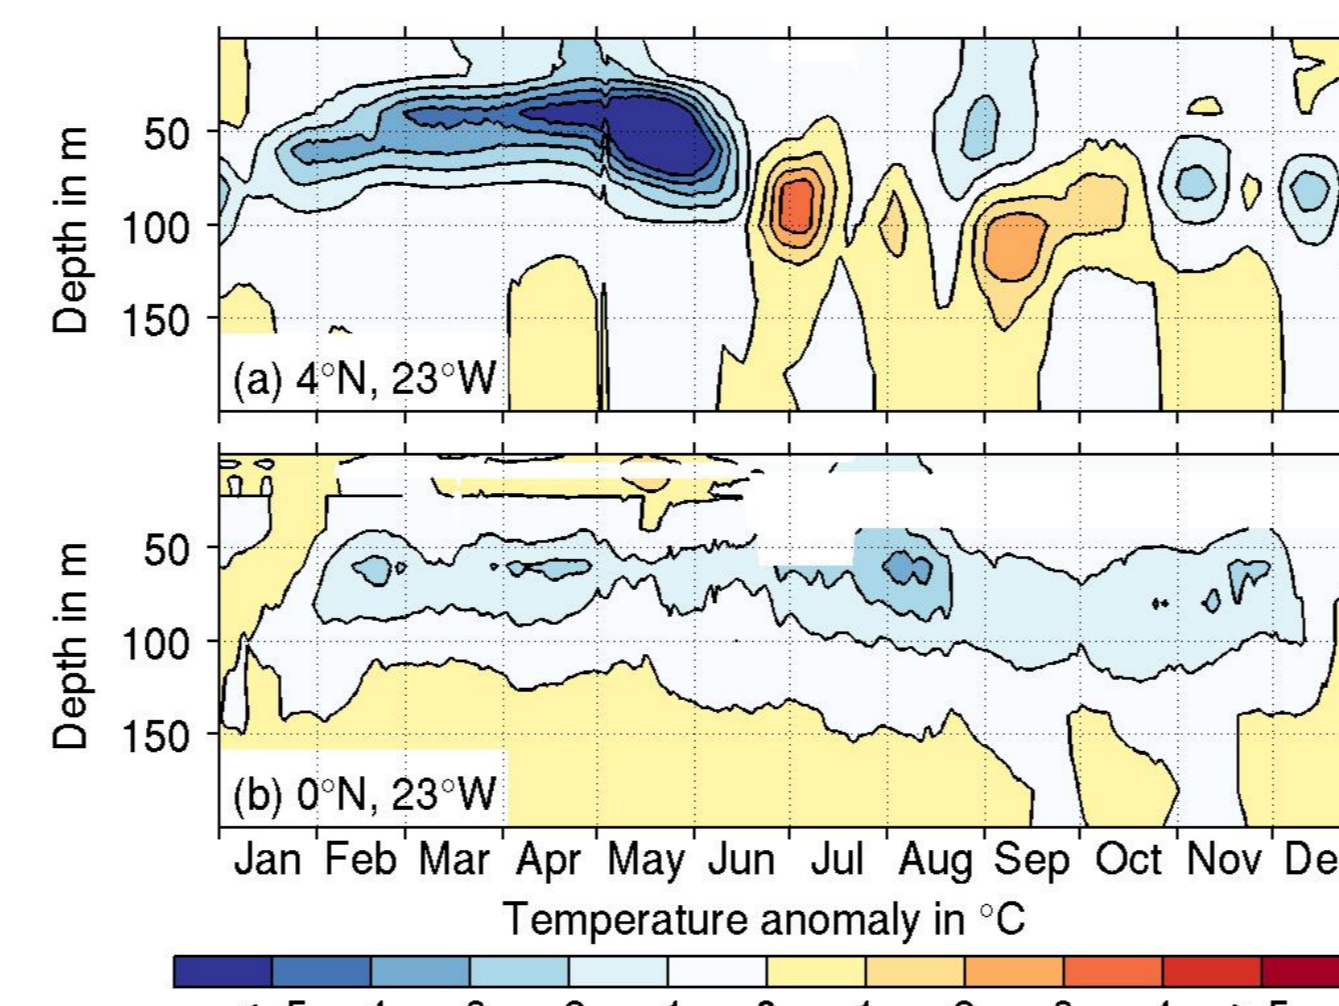 50
100
150
Depth in m
(a) 4°N, 23°W
50
100
150
Depth in m
(b) 0°N, 23°W
Jan Feb Mar Apr May Jun Jul Aug Sep Oct Nov De
Temperature anomaly in °C